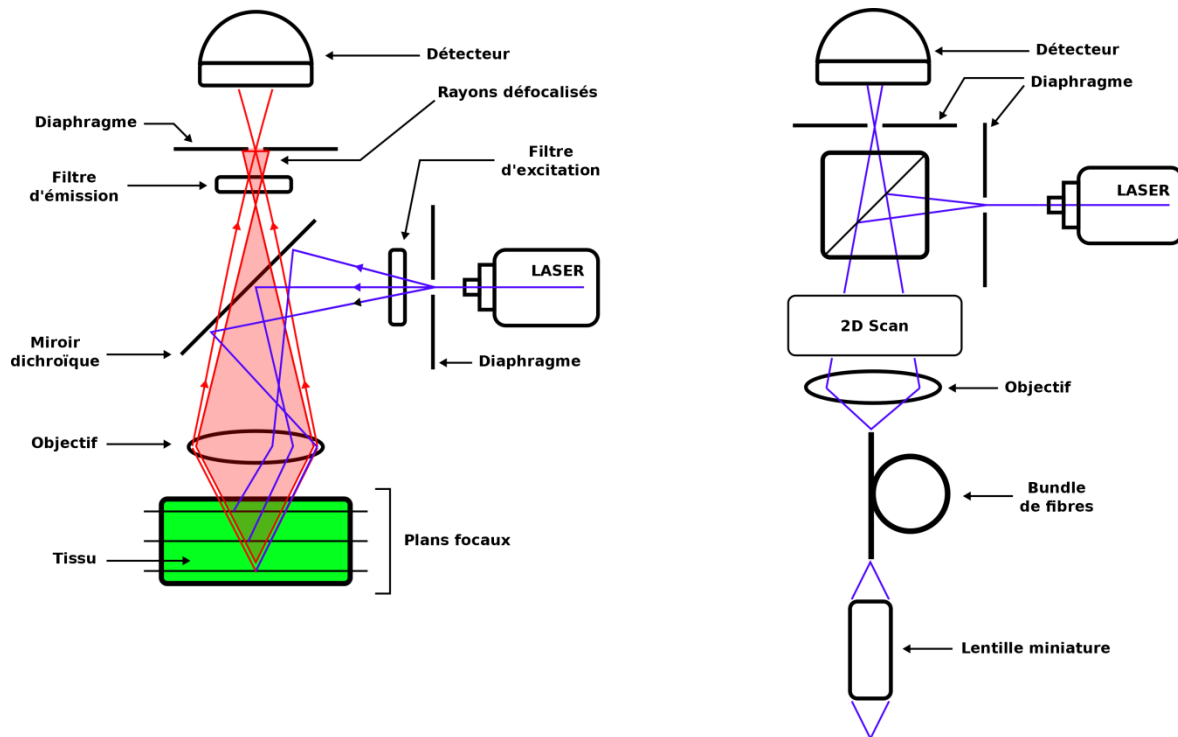 Détecteur
Rayons défocalisés
Diaphragme
Filtre
d'excitation
Filtre
d'émission
LASER
Miroir
dichroïque
Diaphragme
Objectif
Plans focaux
Tissu
Détecteur
Diaphragme
LASER
2D Scan
Objectif
Bundle
de fibres
Lentille miniature